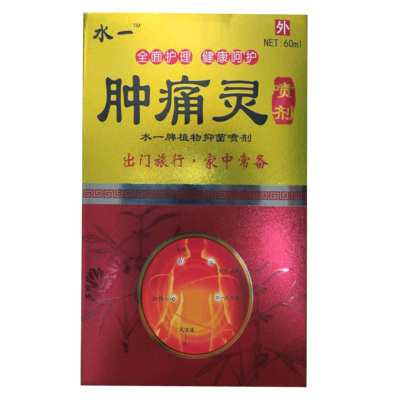 水一™
外
NET:60ml
全面护理 健康呵护
肿痛灵
喷剂
水一牌植物抑菌喷剂
出门旅行·家中常备